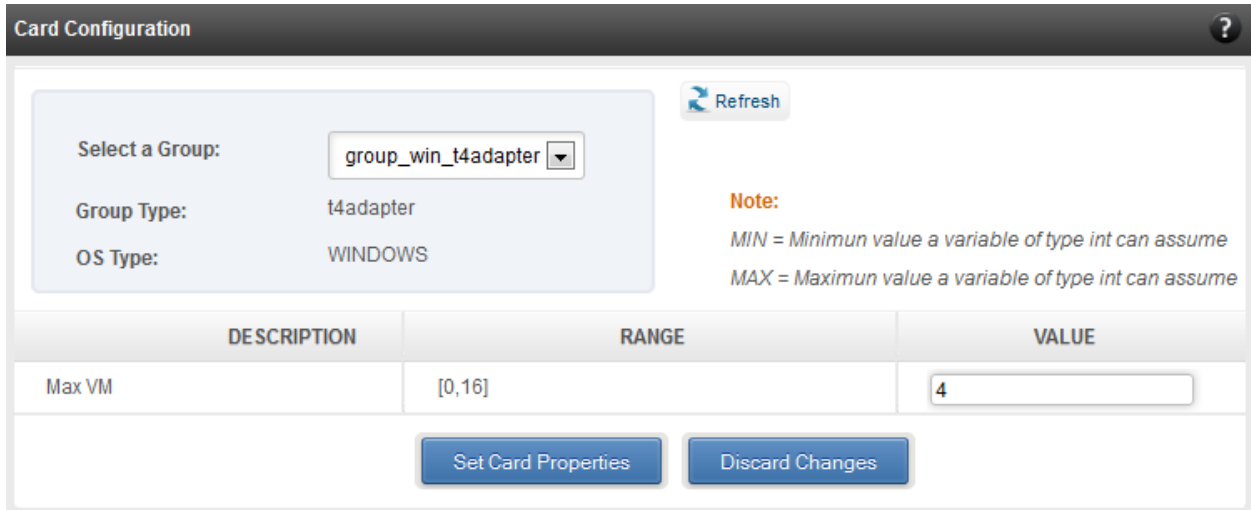 Card Configuration
?
Refresh
Select a Group: group_win_t4adapter
Group Type: t4adapter
OS Type: WINDOWS
Note:
MIN = Minimun value a variable of type int can assume
MAX = Maximun value a variable of type int can assume
DESCRIPTION RANGE VALUE
Max VM [0,16] 4
Set Card Properties Discard Changes